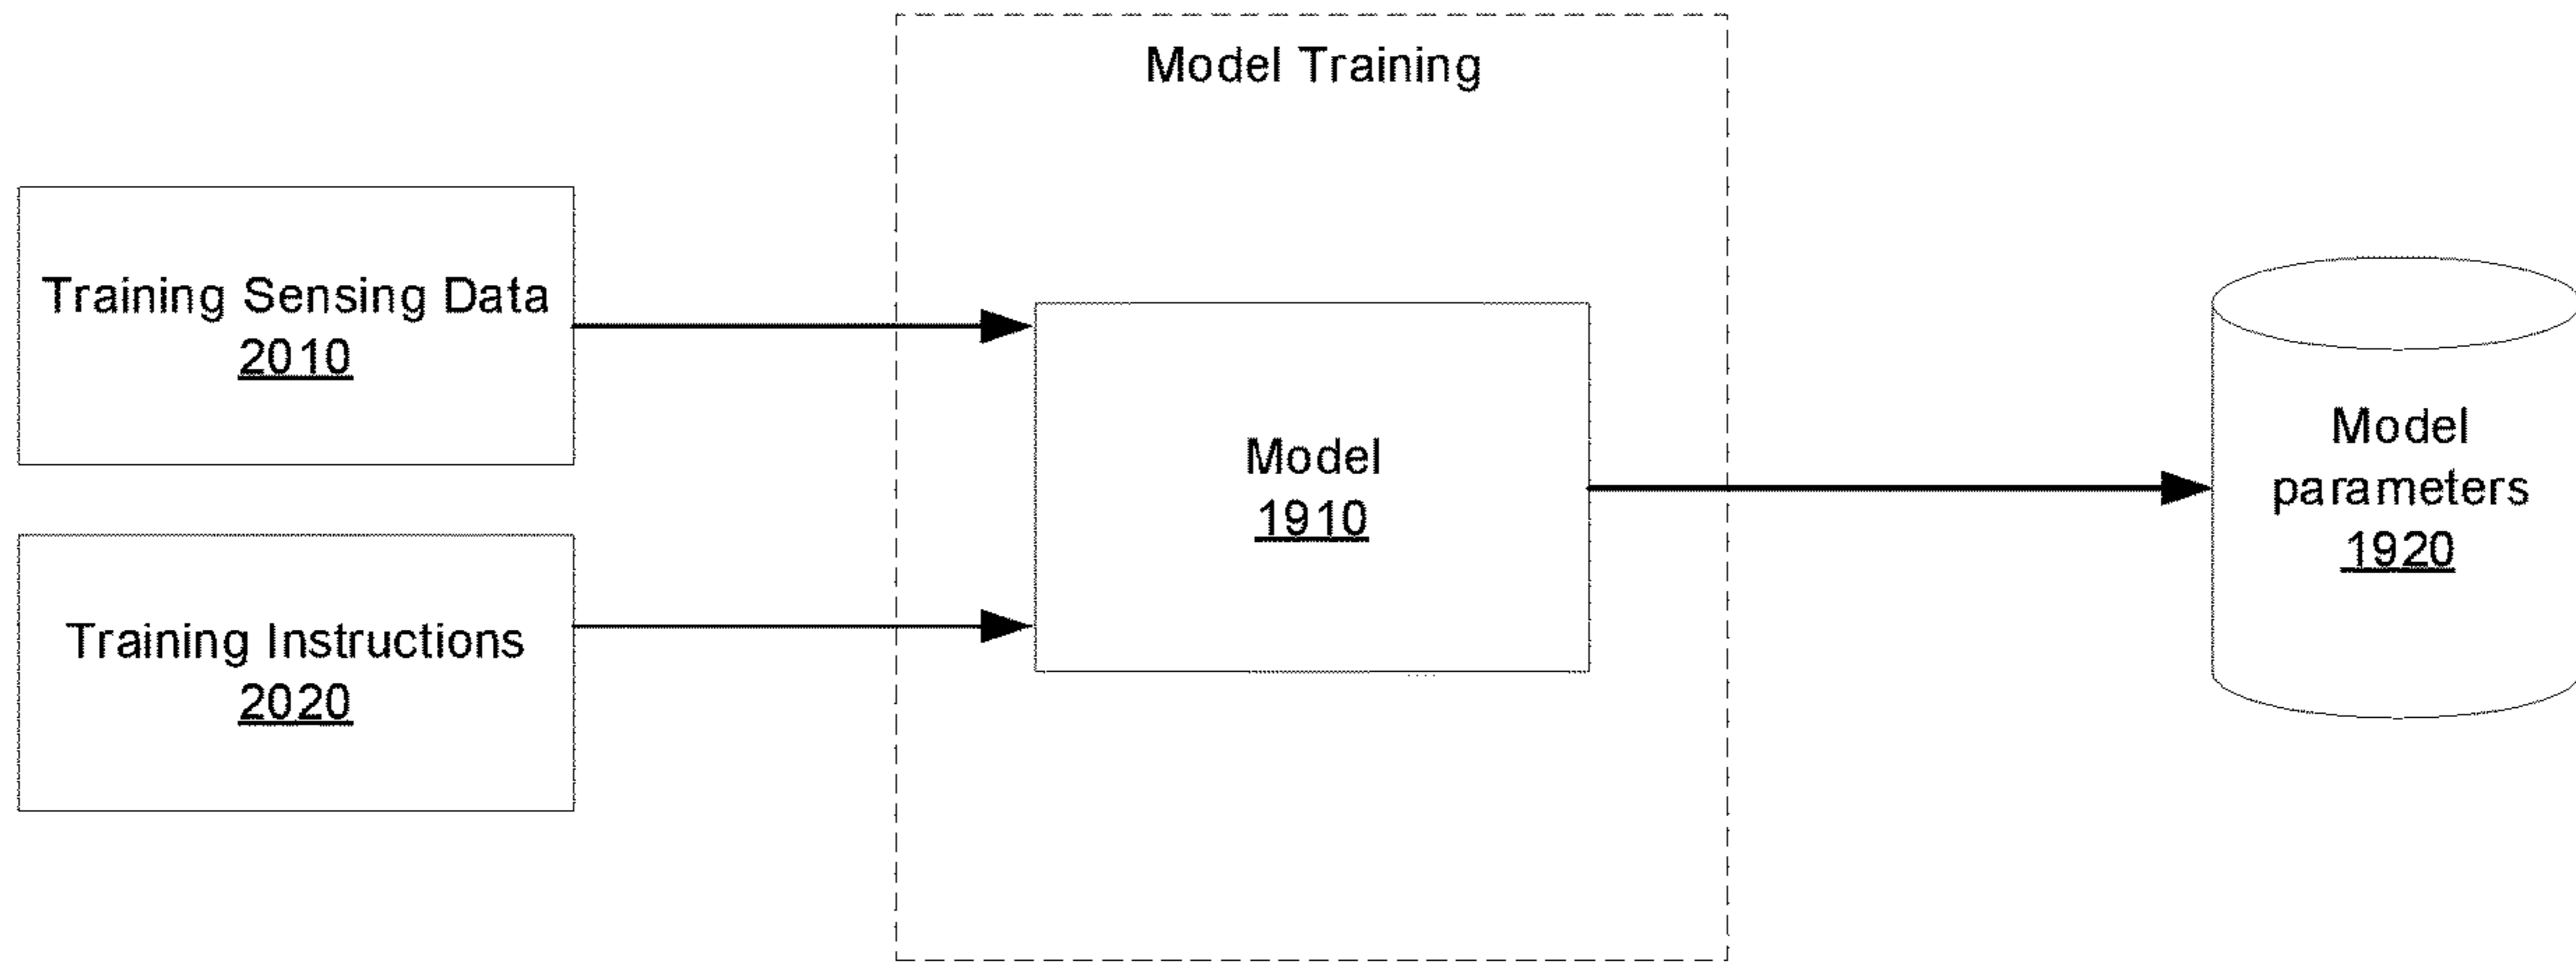 Model Training
Training Sensing Data
2010
Training Instructions
2020
Model
1910
Model
parameters
1920